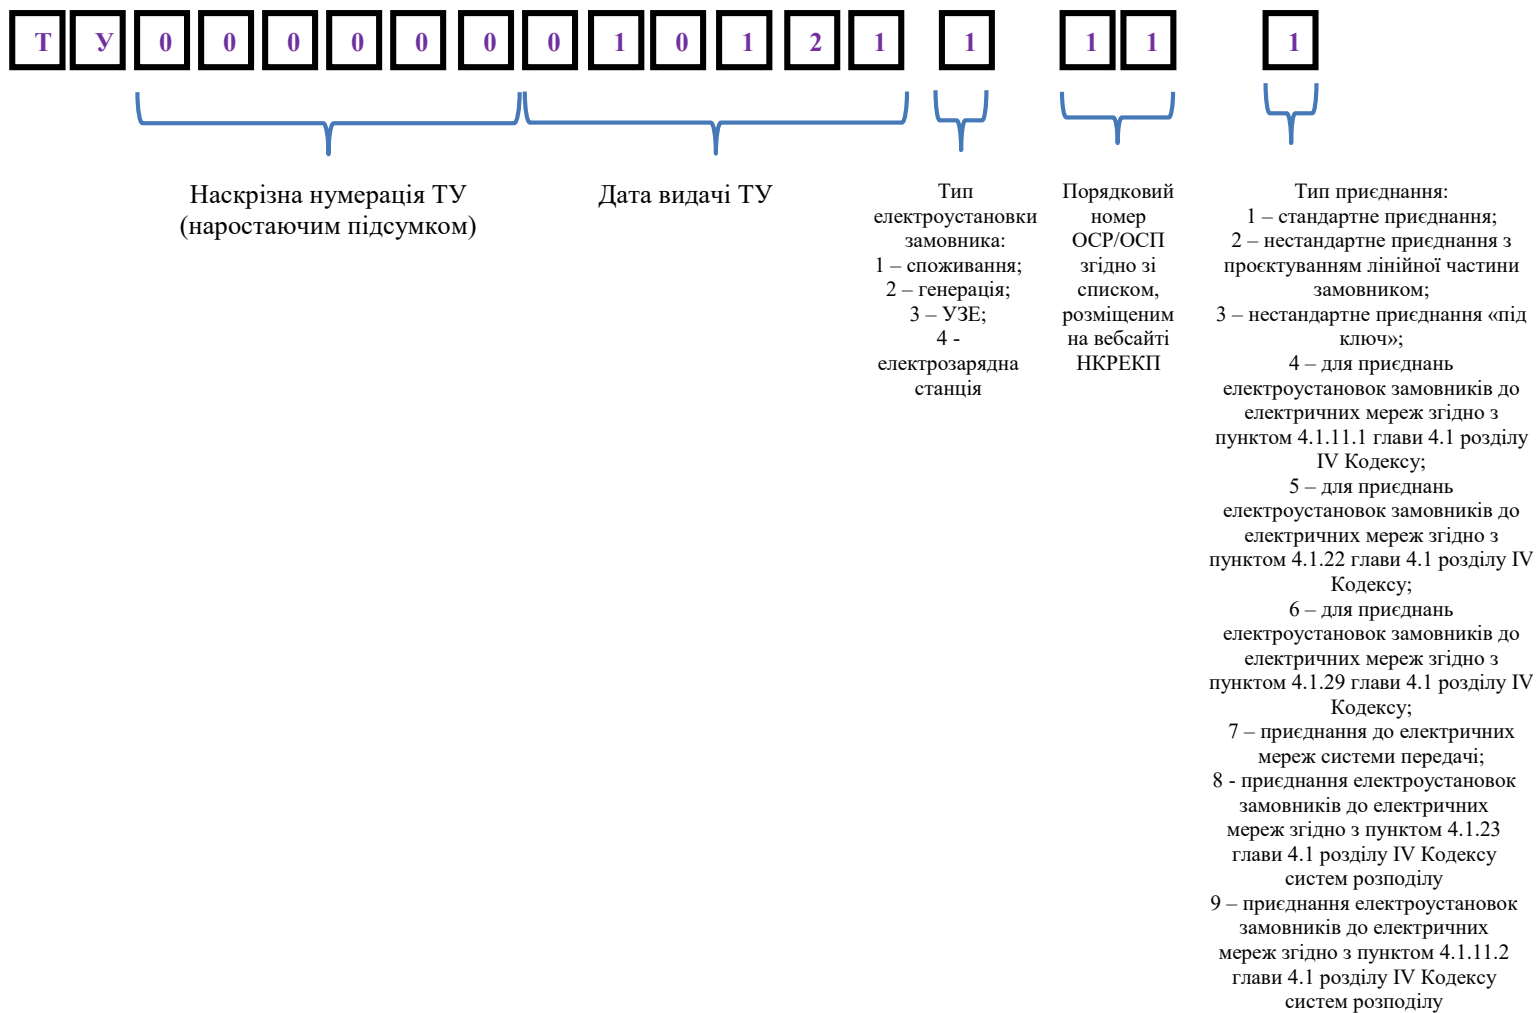 Т У 0 0 0 0 0 0 0 1 0 1 2 1 1 1 1 1
Наскрізна нумерація ТУ
(наростаючим підсумком)
Дата видачі ТУ
Тип
електроустановки
замовника:
1 – споживання;
2 – генерація;
3 – УЗЕ;
4 -
електрозарядна
станція
Порядковий
номер
ОСР/ОСП
згідно зі
списком,
розміщеним
на вебсайті
НКРЕКП
Тип приєднання:
1 – стандартне приєднання;
2 – нестандартне приєднання з
проєктуванням лінійної частини
замовником;
3 – нестандартне приєднання «під
ключ»;
4 – для приєднань
електроустановок замовників до
електричних мереж згідно з
пунктом 4.1.11.1 глави 4.1 розділу
IV Кодексу;
5 – для приєднань
електроустановок замовників до
електричних мереж згідно з
пунктом 4.1.22 глави 4.1 розділу IV
Кодексу;
6 – для приєднань
електроустановок замовників до
електричних мереж згідно з
пунктом 4.1.29 глави 4.1 розділу IV
Кодексу;
7 – приєднання до електричних
мереж системи передачі;
8 - приєднання електроустановок
замовників до електричних
мереж згідно з пунктом 4.1.23
глави 4.1 розділу IV Кодексу
систем розподілу
9 – приєднання електроустановок
замовників до електричних
мереж згідно з пунктом 4.1.11.2
глави 4.1 розділу IV Кодексу
систем розподілу